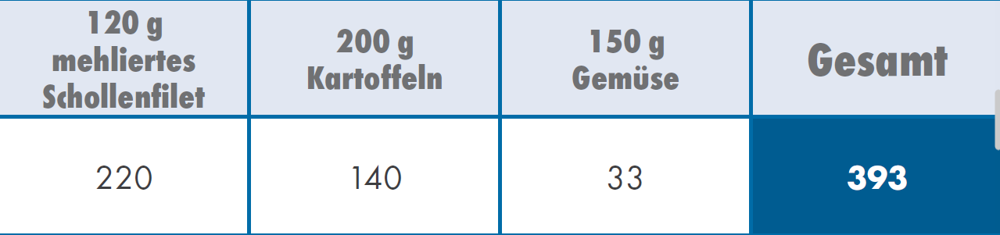 120 g
mehliertes
Schollenfilet
200 g
Kartoffeln
150 g
Gemüse
Gesamt
220
140
33
393